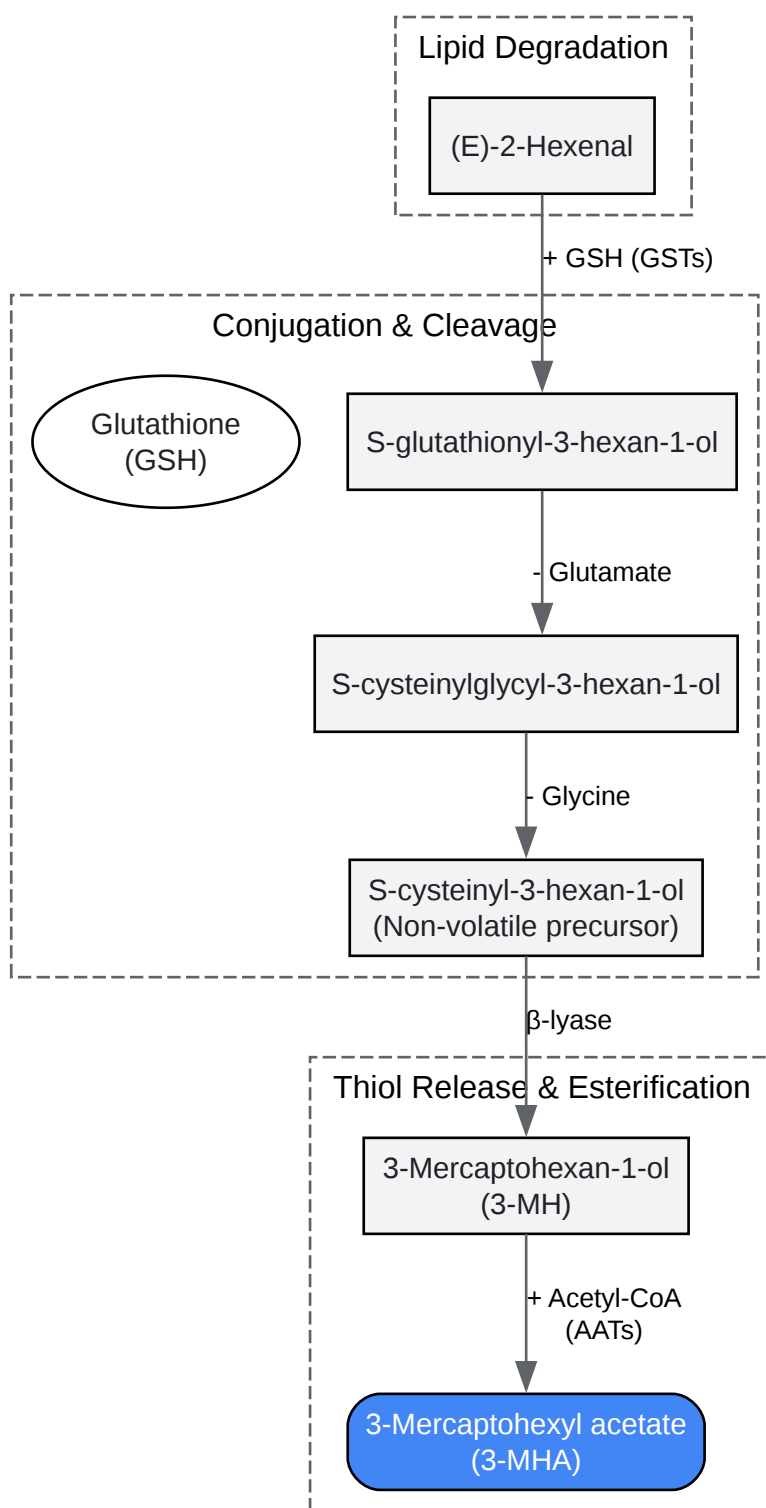 Lipid Degradation
(E)-2-Hexenal
+ GSH (GSTs)
Conjugation & Cleavage
Glutathione
(GSH)
S-glutathionyl-3-hexan-1-ol
- Glutamate
S-cysteinylglycyl-3-hexan-1-ol
- Glycine
S-cysteinyl-3-hexan-1-ol
(Non-volatile precursor)
β-lyase
Thiol Release & Esterification
3-Mercaptohexan-1-ol
(3-MH)
+ Acetyl-CoA
(AATs)
3-Mercaptohexyl acetate
(3-MHA)